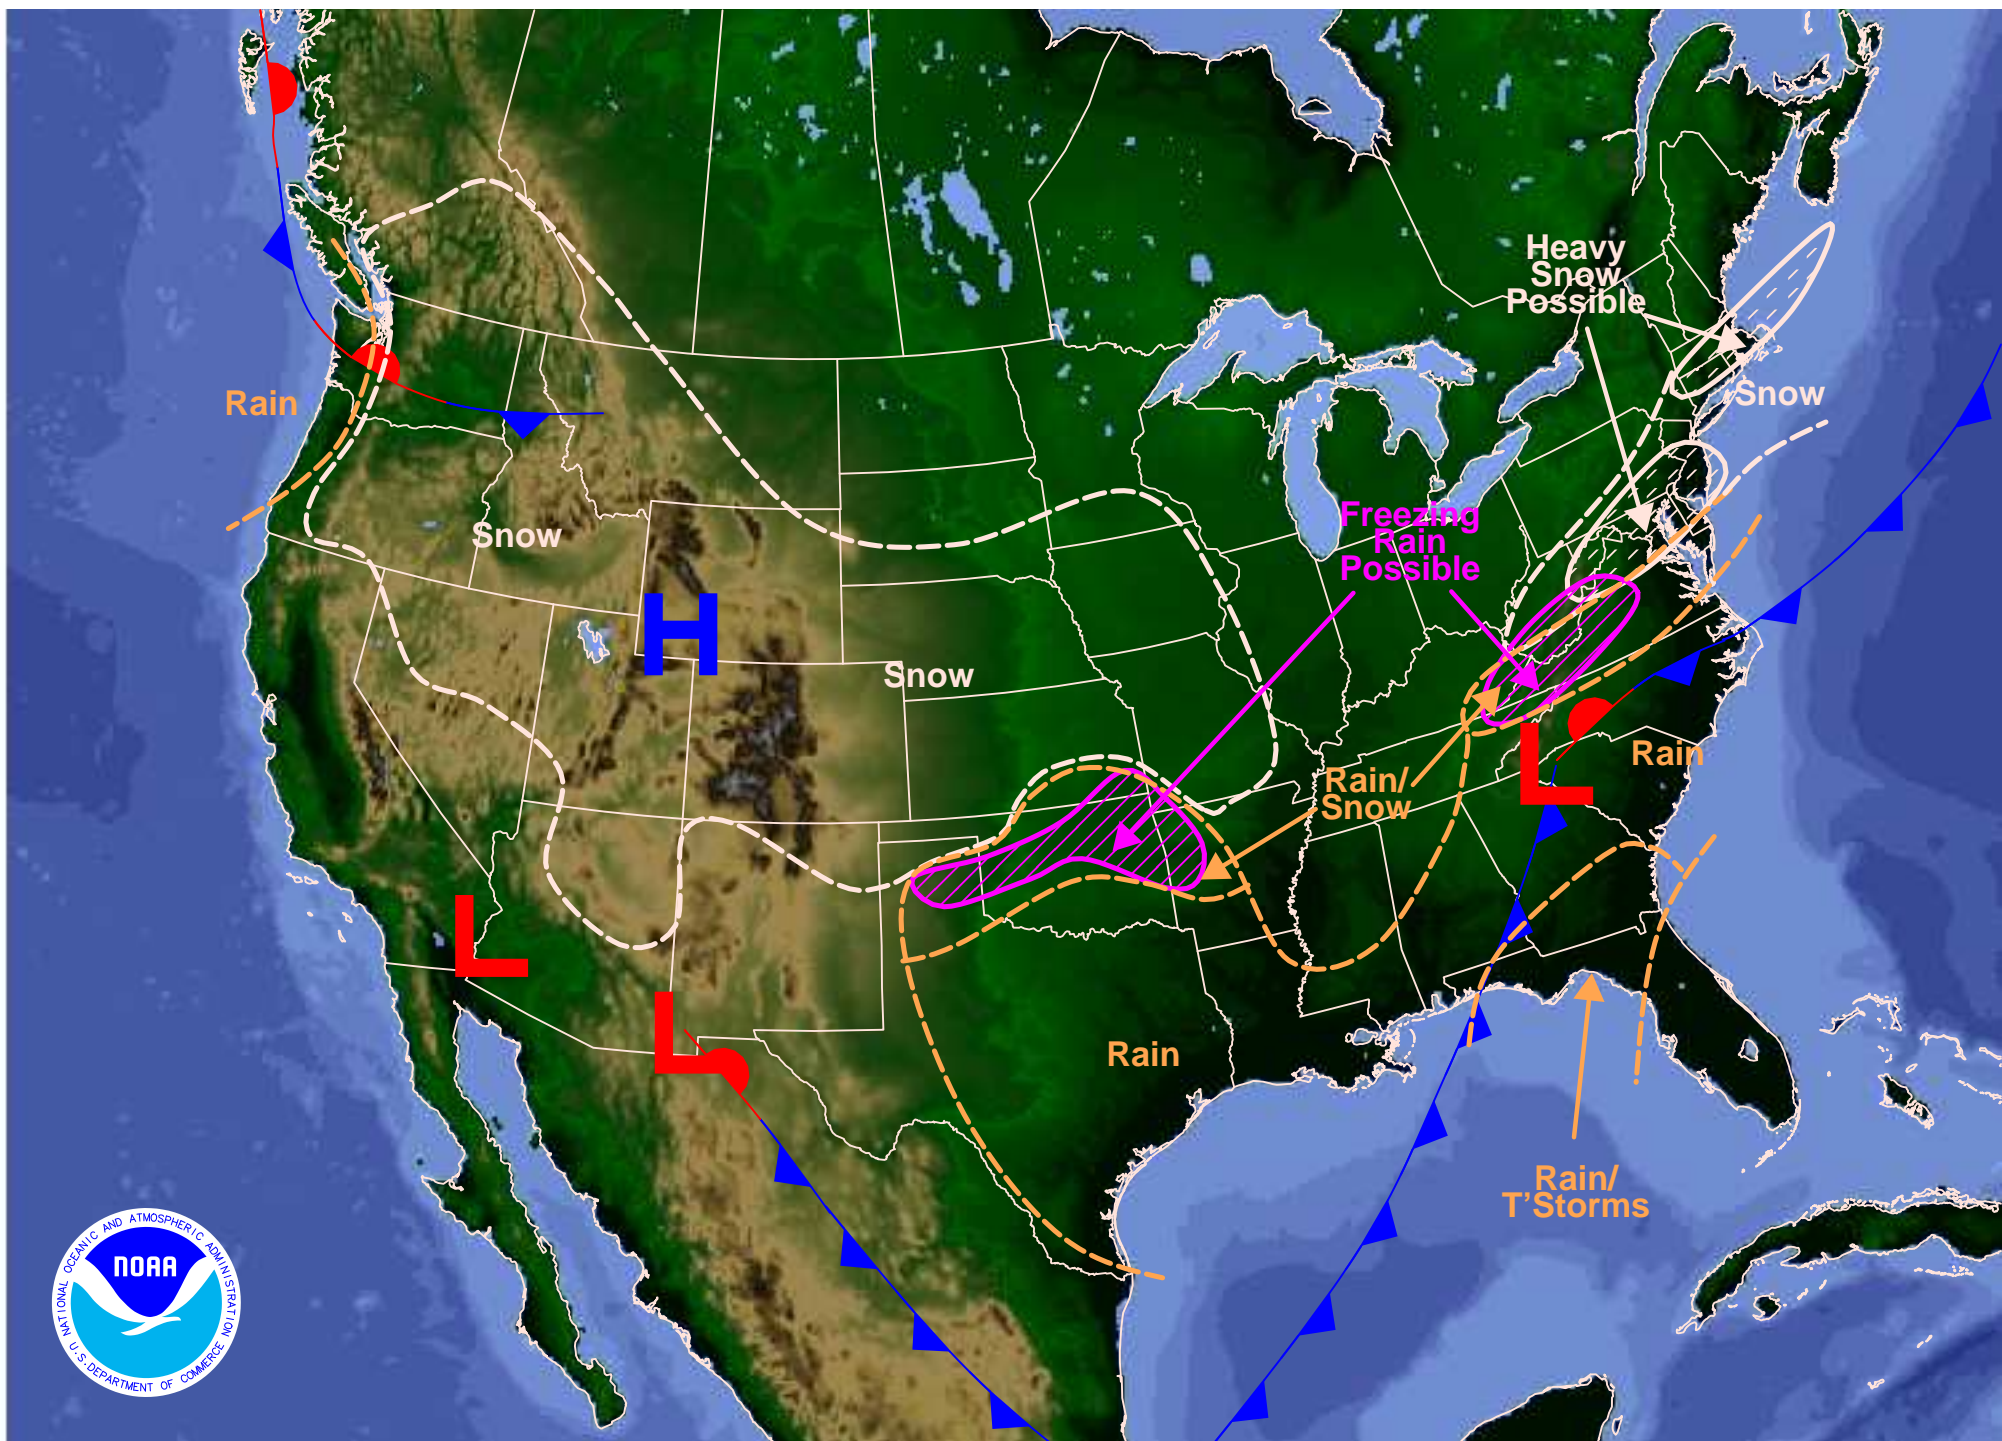 Heavy
Snow
Possible
Rain
Snow
Snow
Freezing
Rain
Possible
H
Snow
Rain
L
Rain/
Snow
L
L
Rain
Rain/
T'Storms
NATIONAL OCEANIC AND ATMOSPHERIC ADMINISTRATION
NOAA
U.S. DEPARTMENT OF COMMERCE